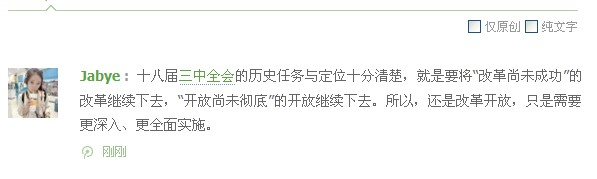 仅原创 纯文字
Jabye：十八届三中全会的历史任务与定位十分清楚，就是要将“改革尚未成功”的
改革继续下去，“开放尚未彻底”的开放继续下去。所以，还是改革开放，只是需要
更深入、更全面实施。
刚刚